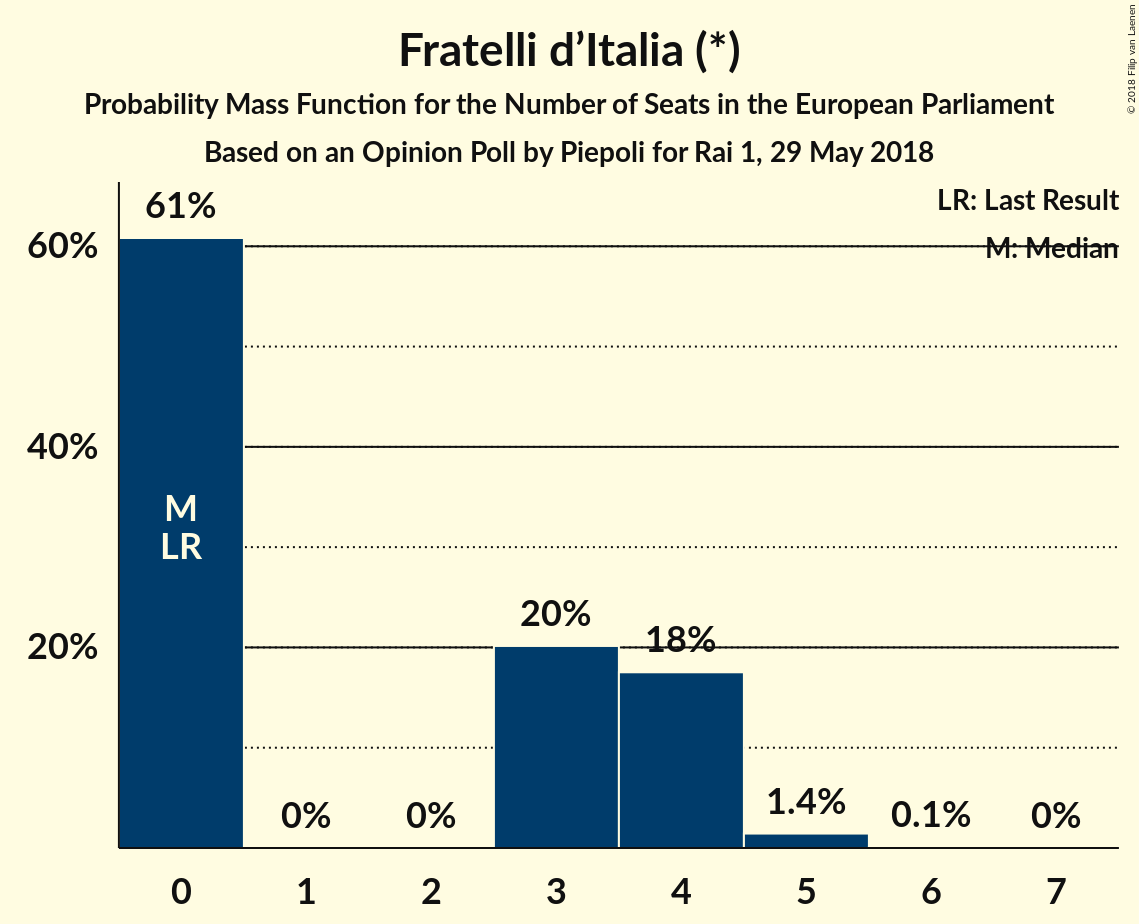 Fratelli d’Italia (*)
Probability Mass Function for the Number of Seats in the European Parliament
Based on an Opinion Poll by Piepoli for Rai 1, 29 May 2018
© 2018 Filip van Laenen
LR: Last Result
M: Median
61%
60%
40%
M
LR
20%
20%
18%
0%
0%
1.4%
0.1%
0%
0 1 2 3 4 5 6 7